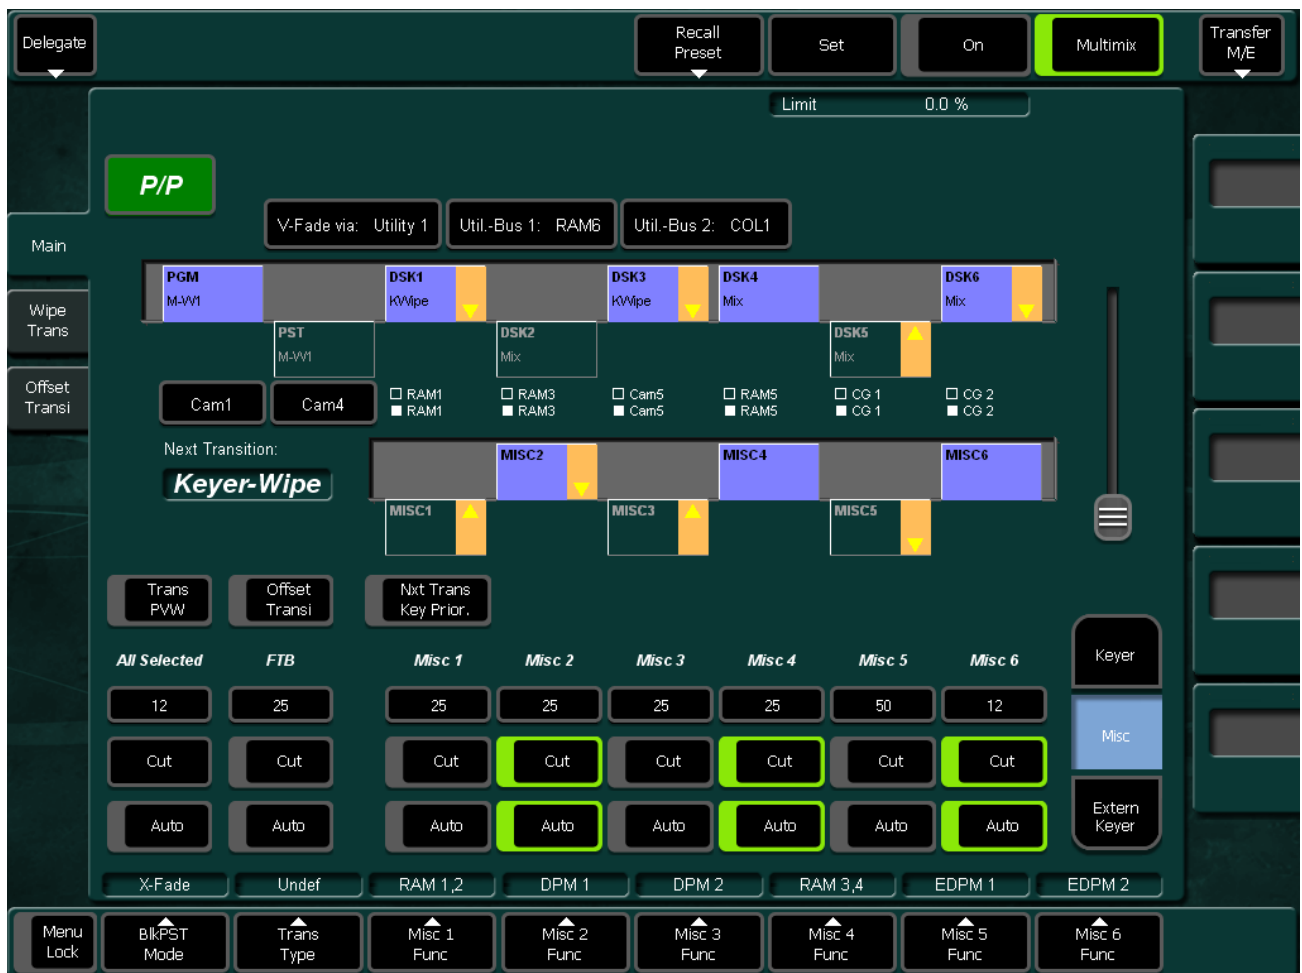 Delegate
Recall
Preset
Set
On
Multimix
Transfer
M/E
Limit 0.0 %
P/P
V-Fade via: Utility 1
Util.-Bus 1: RAM6
Util.-Bus 2: COL1
Main
Wipe
Trans
Offset
Transi
PGM
M-W1
DSK1
KWipe
DSK3
KWipe
DSK4
Mix
DSK6
Mix
PST
M-W1
DSK2
Mix
DSK5
Mix
Cam1
Cam4
RAM1
RAM1
RAM3
RAM3
Cam5
Cam5
RAM5
RAM5
CG 1
CG 1
CG 2
CG 2
Next Transition:
Keyer-Wipe
MISC2
MISC4
MISC6
MISC1
MISC3
MISC5
Trans
PVW
Offset
Transi
Nxt Trans
Key Prior.
All Selected
FTB
Misc 1
Misc 2
Misc 3
Misc 4
Misc 5
Misc 6
12
25
25
25
25
25
50
12
Cut
Cut
Cut
Cut
Cut
Cut
Cut
Cut
Auto
Auto
Auto
Auto
Auto
Auto
Auto
Auto
Keyer
Misc
Extern
Keyer
X-Fade
Undef
RAM 1,2
DPM 1
DPM 2
RAM 3,4
EDPM 1
EDPM 2
Menu
Lock
BlkPST
Mode
Trans
Type
Misc 1
Func
Misc 2
Func
Misc 3
Func
Misc 4
Func
Misc 5
Func
Misc 6
Func